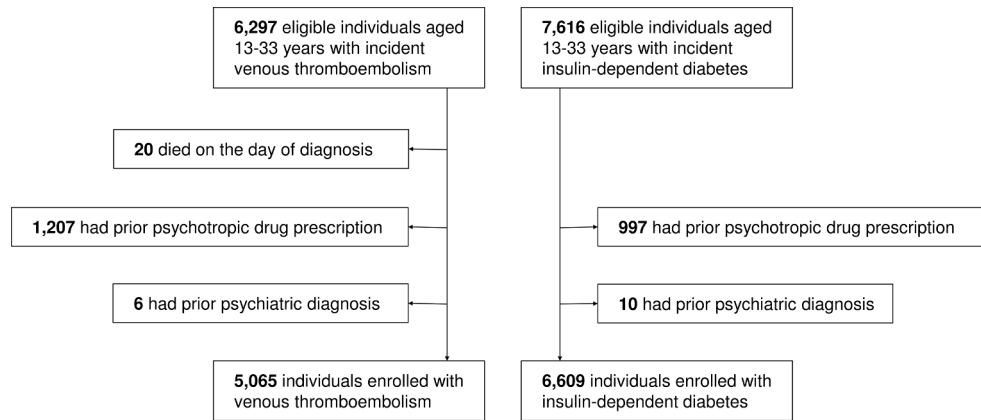 6,297 eligible individuals aged
13-33 years with incident
venous thromboembolism
7,616 eligible individuals aged
13-33 years with incident
insulin-dependent diabetes
20 died on the day of diagnosis
1,207 had prior psychotropic drug prescription
997 had prior psychotropic drug prescription
6 had prior psychiatric diagnosis
10 had prior psychiatric diagnosis
5,065 individuals enrolled with
venous thromboembolism
6,609 individuals enrolled with
insulin-dependent diabetes